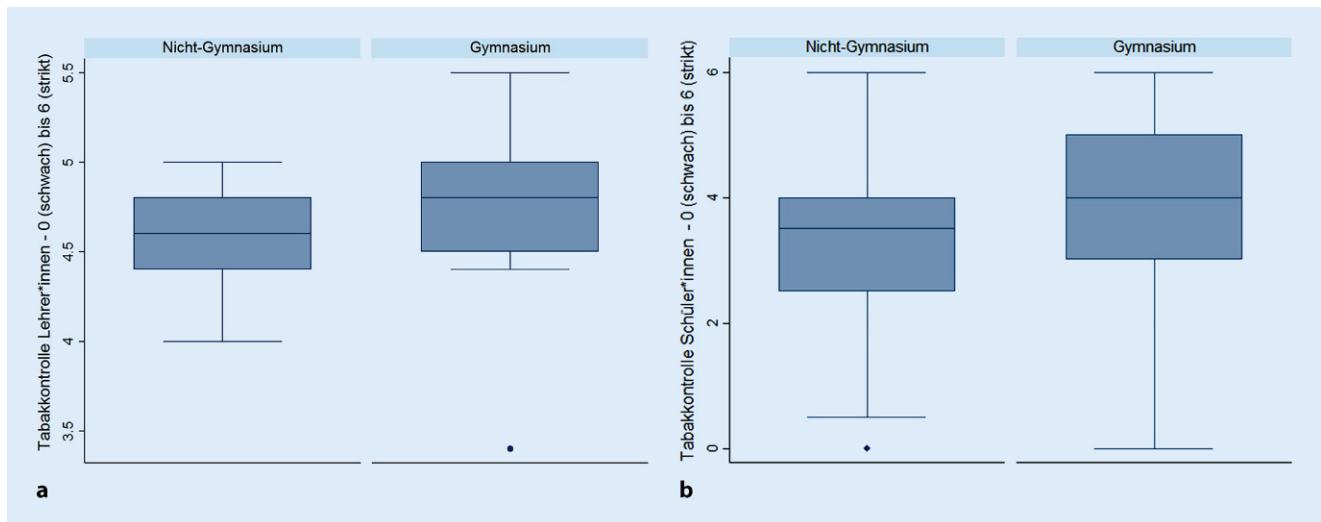 Nicht-Gymnasium
Gymnasium
Tabakkontrolle Lehrer*innen - 0 (schwach) bis 6 (strikt)
5.5
5
4.5
4
3.5
a
Nicht-Gymnasium
Gymnasium
Tabakkontrolle Schüler*innen - 0 (schwach) bis 6 (strikt)
6
4
2
0
b